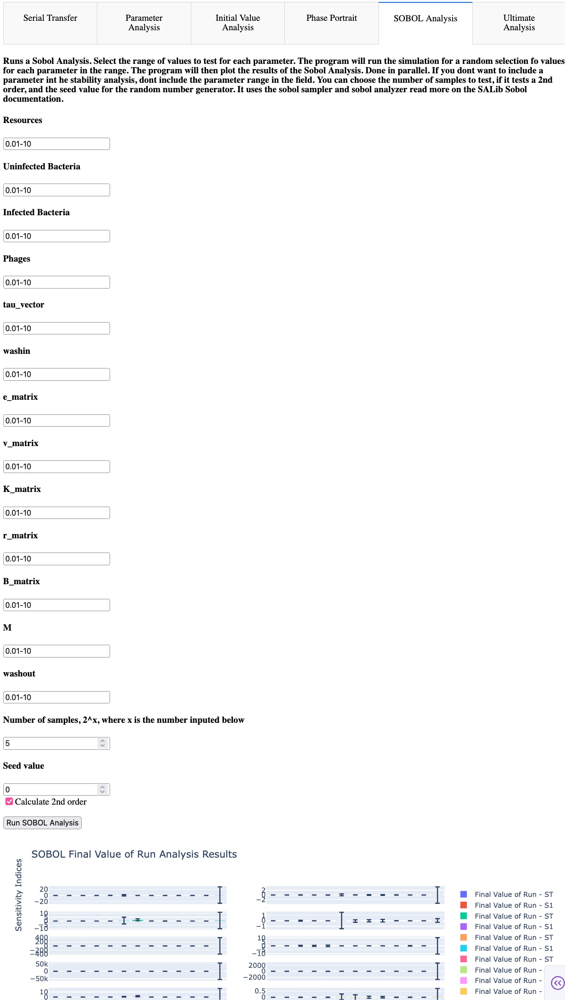 Serial Transfer
Parameter
Analysis
Initial Value
Analysis
Phase Portrait
SOBOL Analysis
Ultimate
Analysis
Runs a Sobol Analysis. Select the range of values to test for each parameter. The program will run the simulation for a random selection fo values
for each parameter in the range. The program will then plot the results of the Sobol Analysis. Done in parallel. If you dont want to include a
parameter int he stability analysis, dont include the parameter range in the field. You can choose the number of samples to test, if it tests a 2nd
order, and the seed value for the random number generator. It uses the sobol sampler and sobol analyzer read more on the SALib Sobol
documentation.
Resources
0.01-10
Uninfected Bacteria
0.01-10
Infected Bacteria
0.01-10
Phages
0.01-10
tau_vector
0.01-10
washin
0.01-10
e_matrix
0.01-10
v_matrix
0.01-10
K_matrix
0.01-10
r_matrix
0.01-10
B_matrix
0.01-10
M
0.01-10
washout
0.01-10
Number of samples, 2^x, where x is the number inputed below
5
Seed value
0
Calculate 2nd order
Run SOBOL Analysis
SOBOL Final Value of Run Analysis Results
Sensitivity Indices
20
0
−20
2
0
−2
10
5
0
−5
−10
1
0
−1
400
200
0
−200
−400
10
5
0
−5
−10
50k
0
−50k
2000
0
−2000
10
0
0.5
0
Final Value of Run - ST
Final Value of Run - S1
Final Value of Run - ST
Final Value of Run - S1
Final Value of Run - ST
Final Value of Run - S1
Final Value of Run - ST
Final Value of Run -
Final Value of Run -
Final Value of Run -